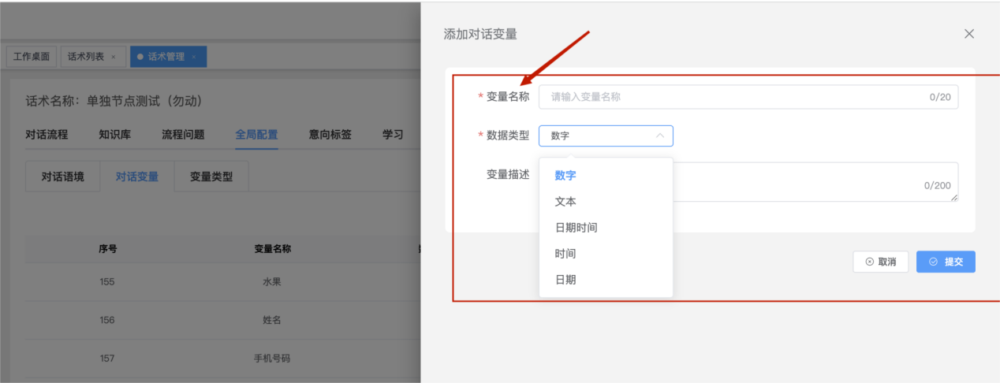 添加对话变量
工作桌面 话术列表 × 话术管理 ×
话术名称：单独节点测试（勿动）
对话流程 知识库 流程问题 全局配置 意向标签 学习
对话语境 对话变量 变量类型
序号 变量名称
155 水果
156 姓名
157 手机号码
* 变量名称 请输入变量名称 0/20
* 数据类型 数字
变量描述 0/200
数字
文本
日期时间
时间
日期
取消 提交